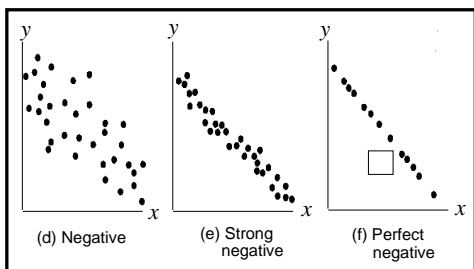 y
y
y
x
x
x
(d) Negative
(e) Strong
negative
(f) Perfect
negative